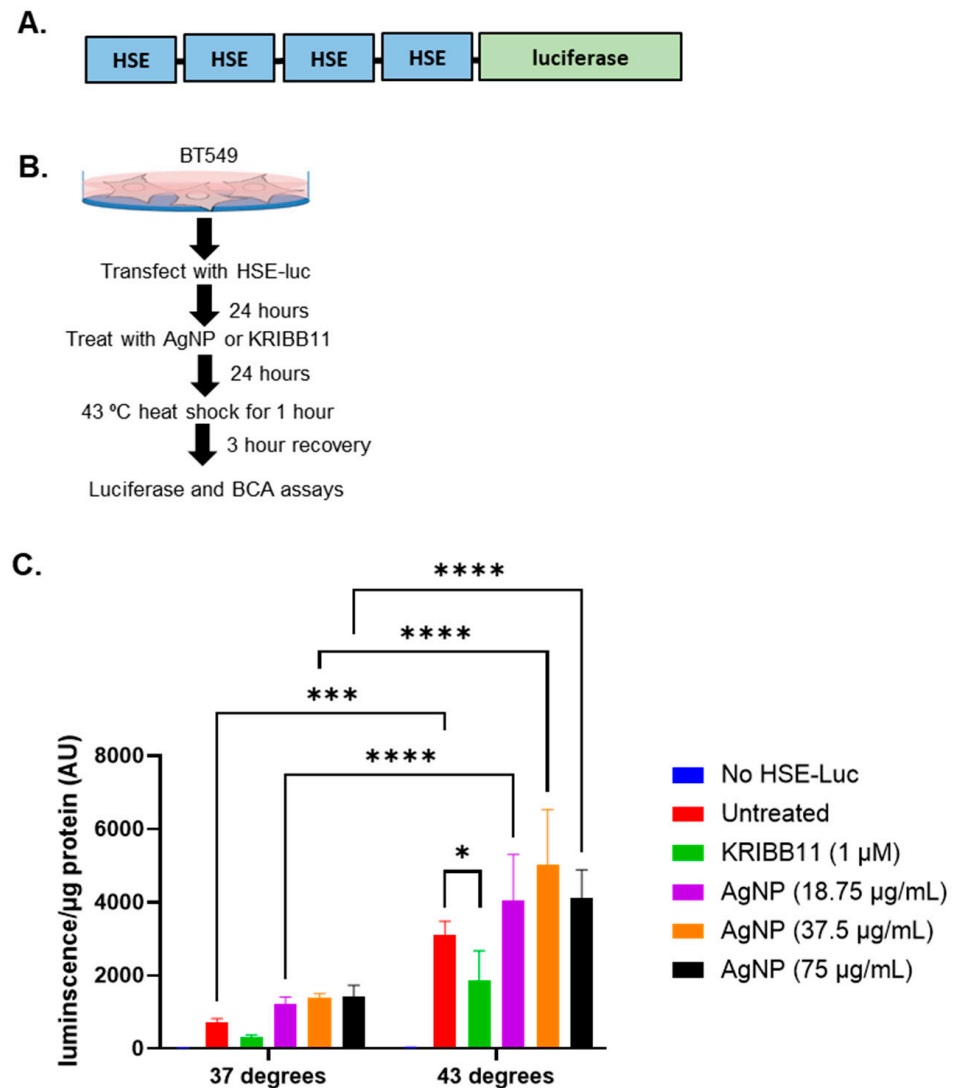 A.
HSE HSE HSE HSE luciferase
B.
BT549
Transfect with HSE-luc
24 hours
Treat with AgNP or KRIBB11
24 hours
43 ºC heat shock for 1 hour
3 hour recovery
Luciferase and BCA assays
C.
****
****
***
****
*
luminscence/µg protein (AU)
8000
6000
4000
2000
0
37 degrees 43 degrees
No HSE-Luc
Untreated
KRIBB11 (1 µM)
AgNP (18.75 µg/mL)
AgNP (37.5 µg/mL)
AgNP (75 µg/mL)